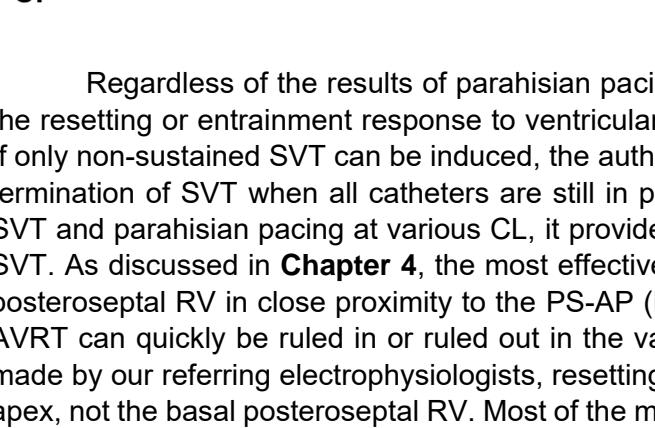 Regardless of the results of parahisian paci
he resetting or entrainment response to ventricular
f only non-sustained SVT can be induced, the auth
ermination of SVT when all catheters are still in p
SVT and parahisian pacing at various CL, it provide
SVT. As discussed in Chapter 4, the most effective
posteroseptal RV in close proximity to the PS-AP (
AVRT can quickly be ruled in or ruled out in the va
made by our referring electrophysiologists, resetting
apex, not the basal posteroseptal RV. Most of the m